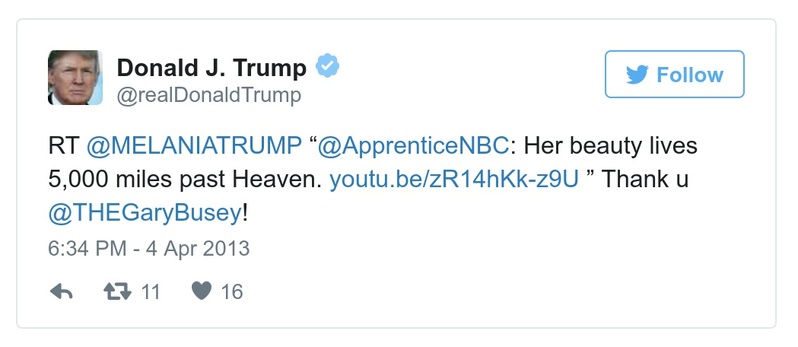 Donald J. Trump
@realDonaldTrump
Follow
RT @MELANIATRUMP “@ApprenticeNBC: Her beauty lives
5,000 miles past Heaven. youtu.be/zR14hKk-z9U ” Thank u
@THEGaryBusey!
6:34 PM - 4 Apr 2013
11 16